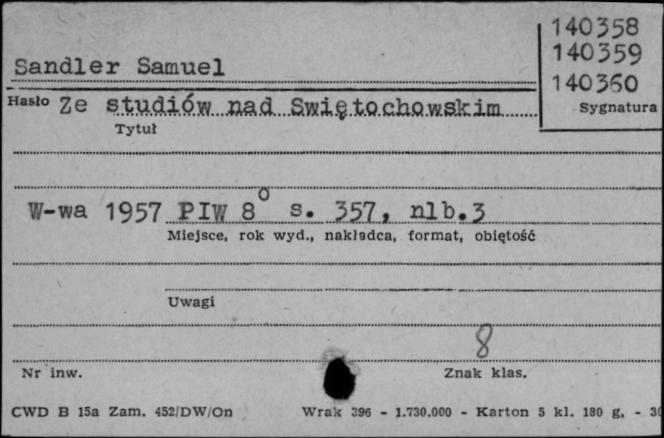 140358
140359
140360
Sygnatura
Sandler Samuel
Hasło Ze studiów nad Swiętochowskim
Tytuł
W-wa 1957 PIW 8° s. 357, nlb.3
Miejsce, rok wyd., nakładca, format, objętość
Uwagi
8
Nr inw.
Znak klas.
CWD B 15a Zam. 452/DW/On Wrak 396 - 1.730.000 - Karton 5 kl. 180 g, - 30